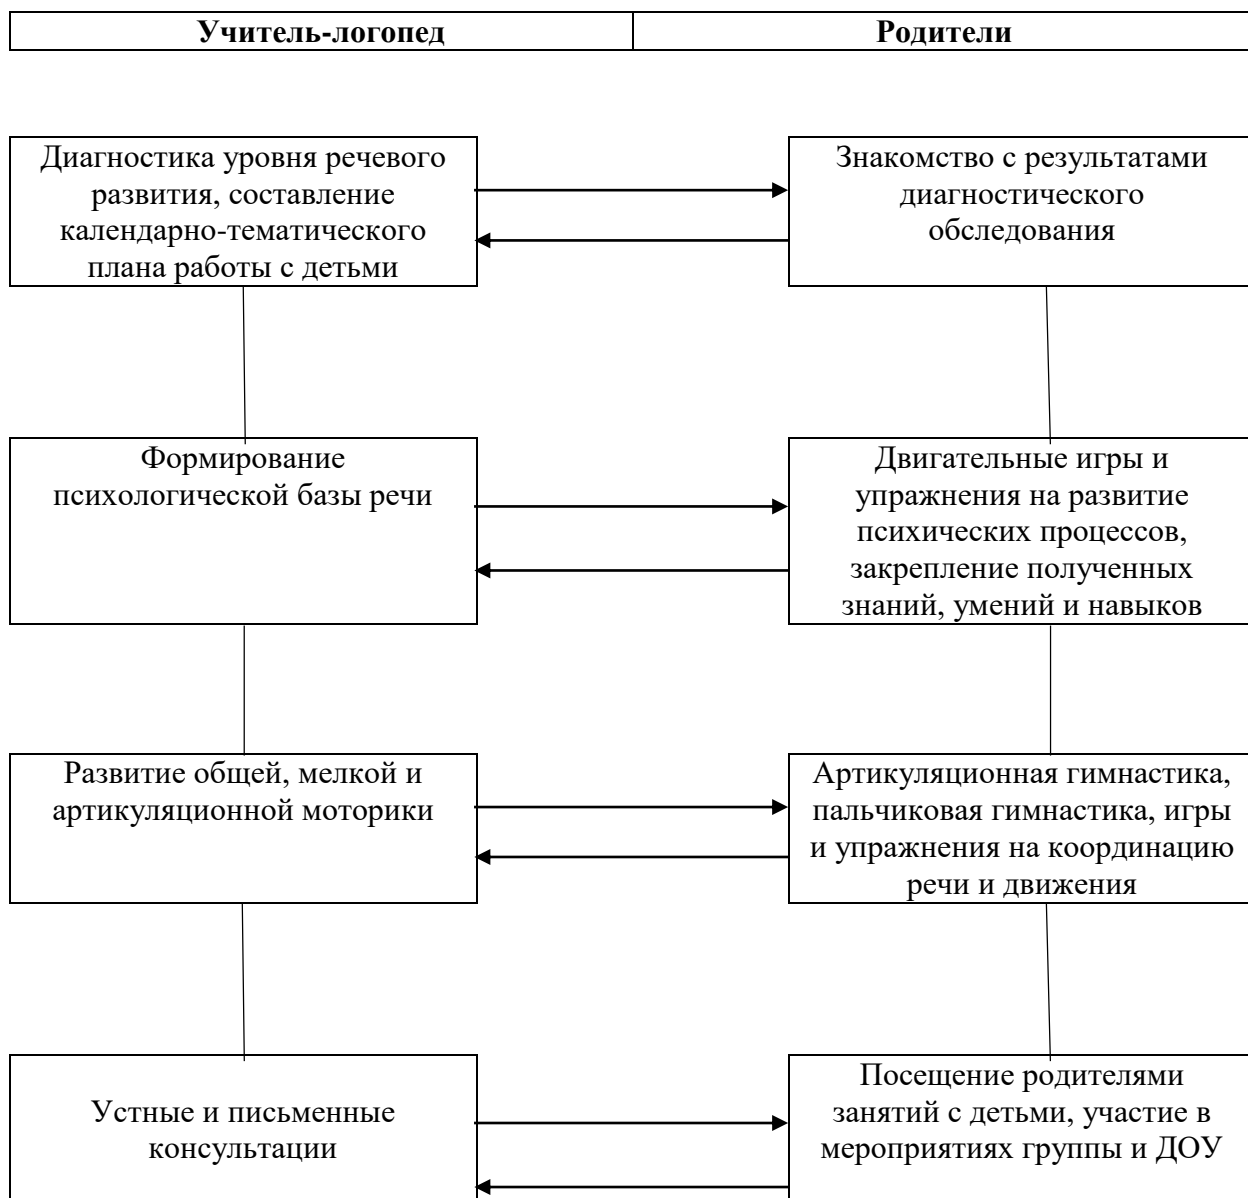 Учитель-логопед
Родители
Диагностика уровня речевого
развития, составление
календарно-тематического
плана работы с детьми
Знакомство с результатами
диагностического
обследования
Формирование
психологической базы речи
Двигательные игры и
упражнения на развитие
психических процессов,
закрепление полученных
знаний, умений и навыков
Развитие общей, мелкой и
артикуляционной моторики
Артикуляционная гимнастика,
пальчиковая гимнастика, игры
и упражнения на координацию
речи и движения
Устные и письменные
консультации
Посещение родителями
занятий с детьми, участие в
мероприятиях группы и ДОУ